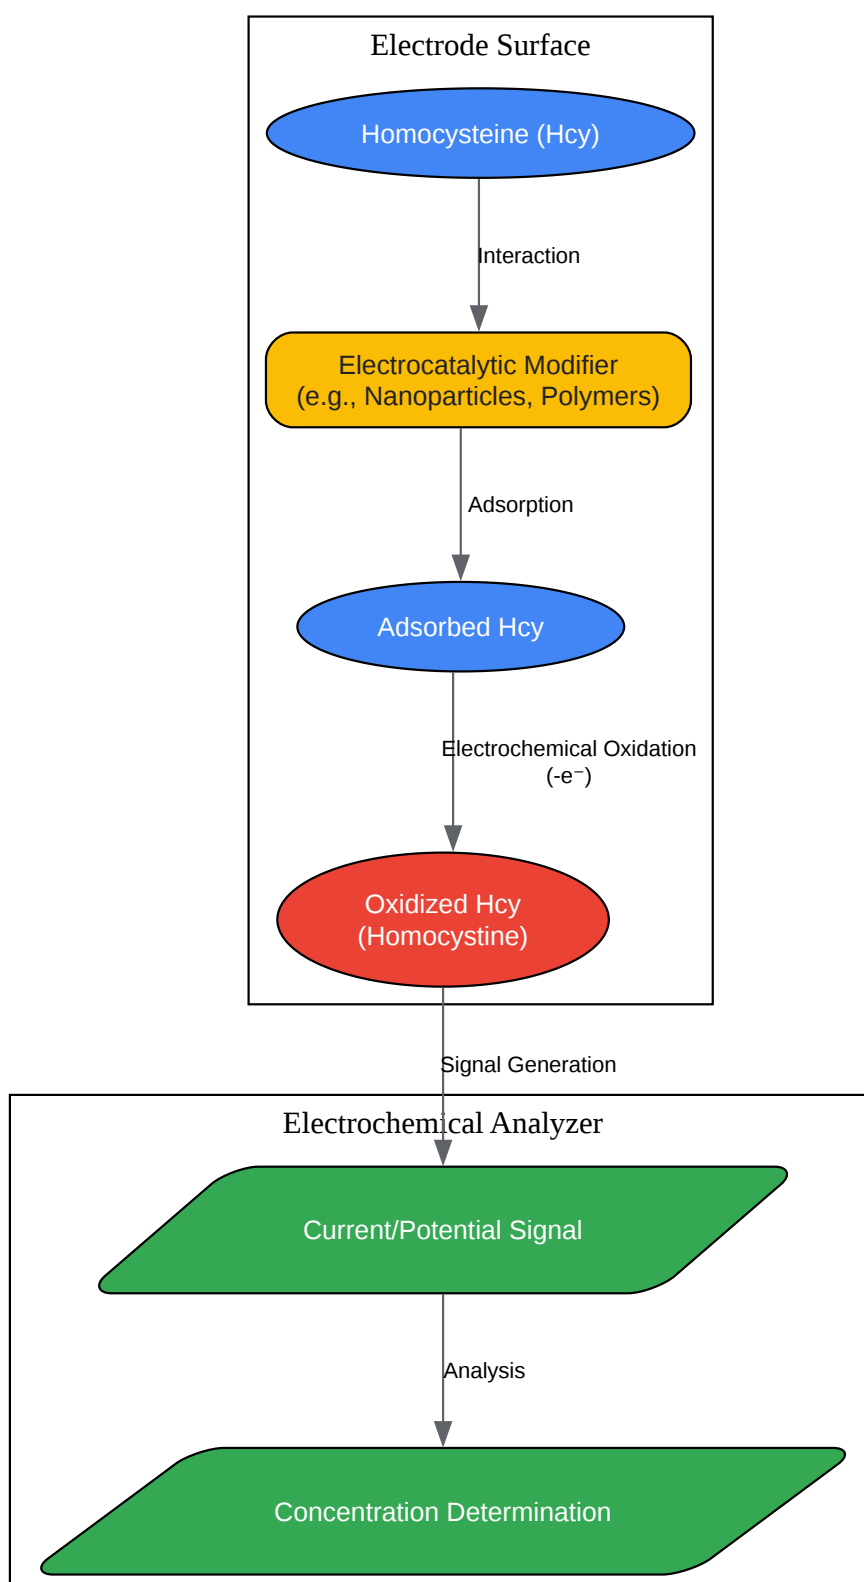 Electrode Surface
Homocysteine (Hcy)
Interaction
Electrocatalytic Modifier
(e.g., Nanoparticles, Polymers)
Adsorption
Adsorbed Hcy
Electrochemical Oxidation
(-e⁻)
Oxidized Hcy
(Homocystine)
Signal Generation
Electrochemical Analyzer
Current/Potential Signal
Analysis
Concentration Determination